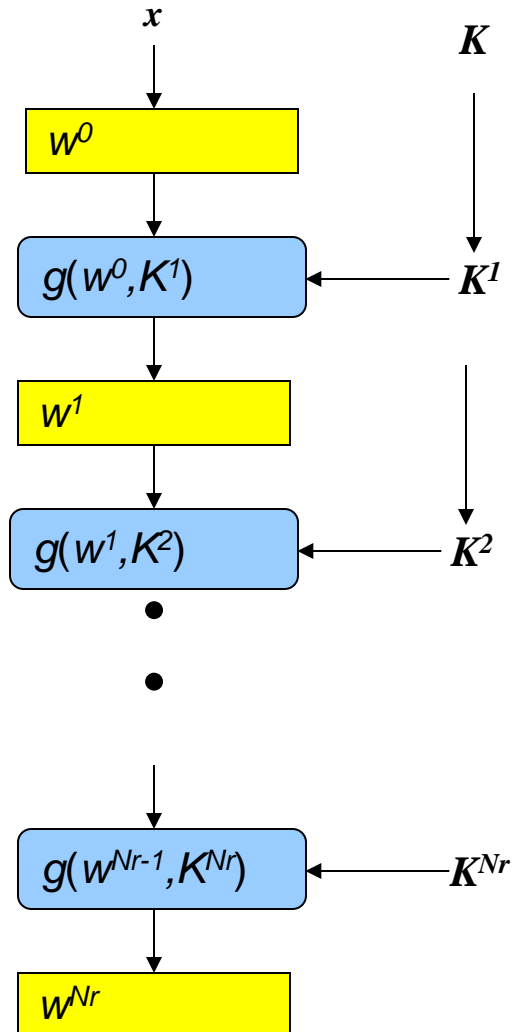 x
K
w⁰
g(w⁰,K¹)
K¹
w¹
g(w¹,K²)
K²
g(wᴺʳ⁻¹,Kᴺʳ)
Kᴺʳ
wᴺʳ